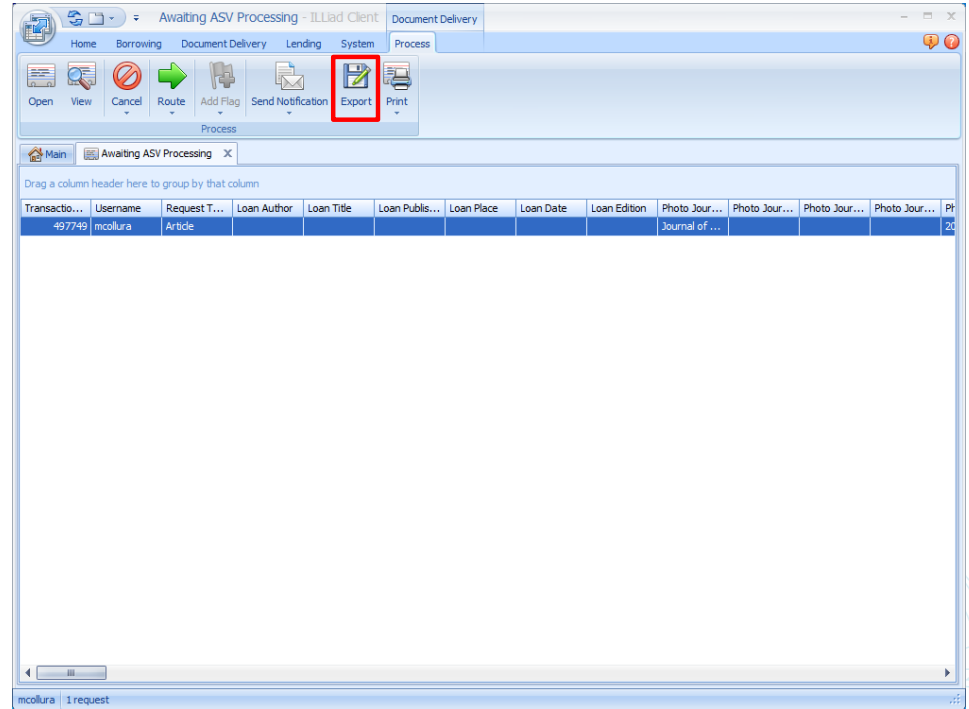 Awaiting ASV Processing - ILLiad Client Document Delivery
Home Borrowing Document Delivery Lending System Process
Open View Cancel Route Add Flag Send Notification Export Print
Process
Main Awaiting ASV Processing X
Drag a column header here to group by that column
Transactio... Username Request T... Loan Author Loan Title Loan Publis... Loan Place Loan Date Loan Edition Photo Jour... Photo Jour... Photo Jour... Photo Jour... Ph
497749 mcollura Article Journal of ... 20
mcollura 1 request